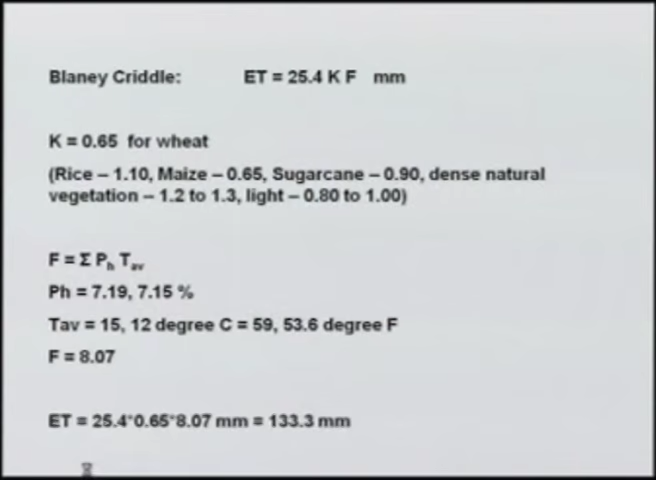 Blaney Criddle: ET = 25.4 K F mm
K = 0.65 for wheat
(Rice – 1.10, Maize – 0.65, Sugarcane – 0.90, dense natural
vegetation – 1.2 to 1.3, light – 0.80 to 1.00)
F = Σ Pₕ Tₐᵥ
Ph = 7.19, 7.15 %
Tav = 15, 12 degree C = 59, 53.6 degree F
F = 8.07
ET = 25.4*0.65*8.07 mm = 133.3 mm